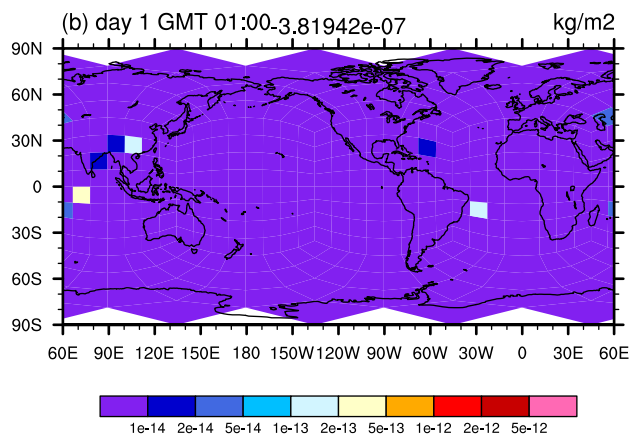 (b) day 1 GMT 01:00 -3.81942e-07 kg/m2
90N
60N
30N
0
30S
60S
90S
60E 90E 120E 150E 180 150W 120W 90W 60W 30W 0 30E 60E
1e-14 2e-14 5e-14 1e-13 2e-13 5e-13 1e-12 2e-12 5e-12